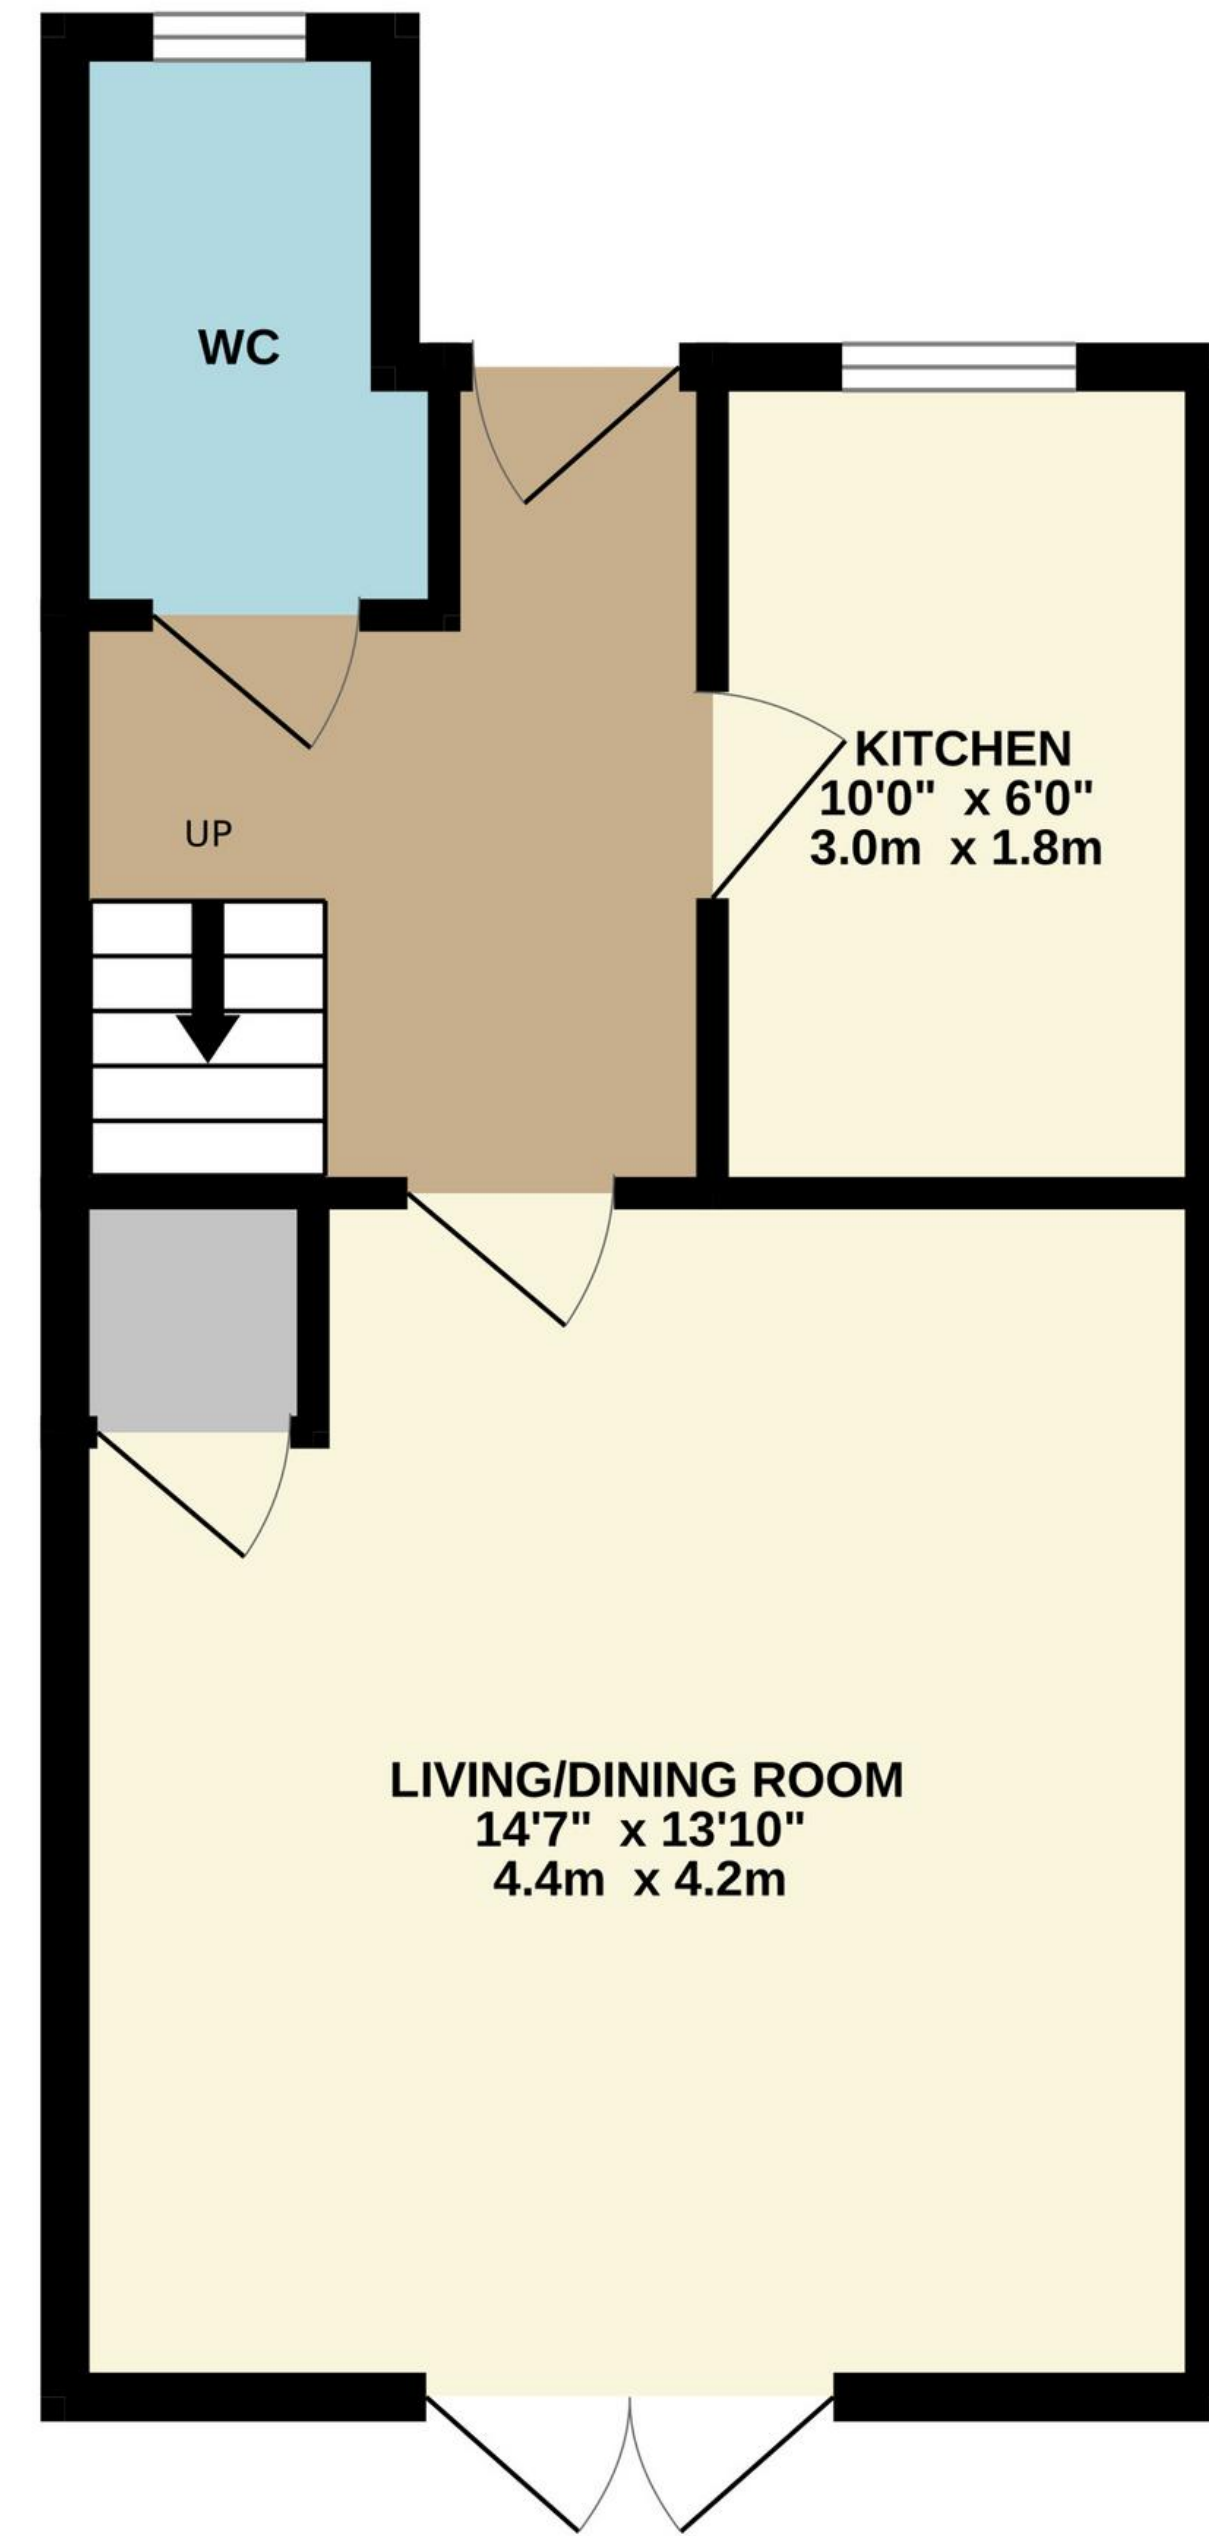 WC
KITCHEN
10'0" x 6'0"
3.0m x 1.8m
UP
LIVING/DINING ROOM
14'7" x 13'10"
4.4m x 4.2m